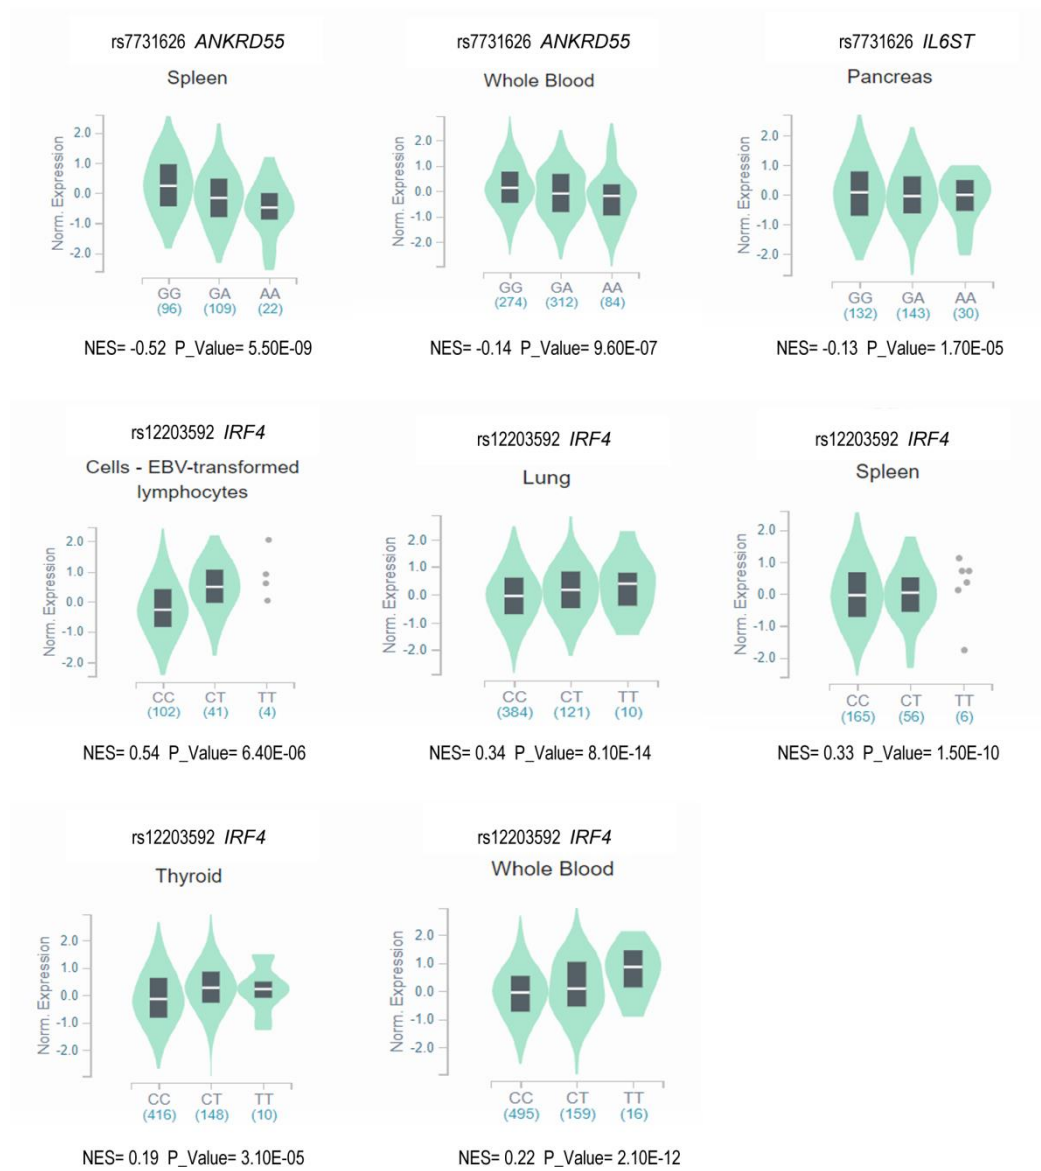 rs7731626 ANKRD55
Spleen
Norm. Expression
2.0
1.0
0.0
-1.0
-2.0
GG GA AA
(96) (109) (22)
NES= -0.52 P_Value= 5.50E-09
rs7731626 ANKRD55
Whole Blood
Norm. Expression
2.0
1.0
0.0
-1.0
-2.0
GG GA AA
(274) (312) (84)
NES= -0.14 P_Value= 9.60E-07
rs7731626 IL6ST
Pancreas
Norm. Expression
2.0
1.0
0.0
-1.0
-2.0
GG GA AA
(132) (143) (30)
NES= -0.13 P_Value= 1.70E-05
rs12203592 IRF4
Cells - EBV-transformed
lymphocytes
Norm. Expression
2.0
1.0
0.0
-1.0
-2.0
CC CT TT
(102) (41) (4)
NES= 0.54 P_Value= 6.40E-06
rs12203592 IRF4
Lung
Norm. Expression
2.0
1.0
0.0
-1.0
-2.0
CC CT TT
(384) (121) (10)
NES= 0.34 P_Value= 8.10E-14
rs12203592 IRF4
Spleen
Norm. Expression
2.0
1.0
0.0
-1.0
-2.0
CC CT TT
(165) (56) (6)
NES= 0.33 P_Value= 1.50E-10
rs12203592 IRF4
Thyroid
Norm. Expression
2.0
1.0
0.0
-1.0
-2.0
CC CT TT
(416) (148) (10)
NES= 0.19 P_Value= 3.10E-05
rs12203592 IRF4
Whole Blood
Norm. Expression
2.0
1.0
0.0
-1.0
-2.0
CC CT TT
(495) (159) (16)
NES= 0.22 P_Value= 2.10E-12